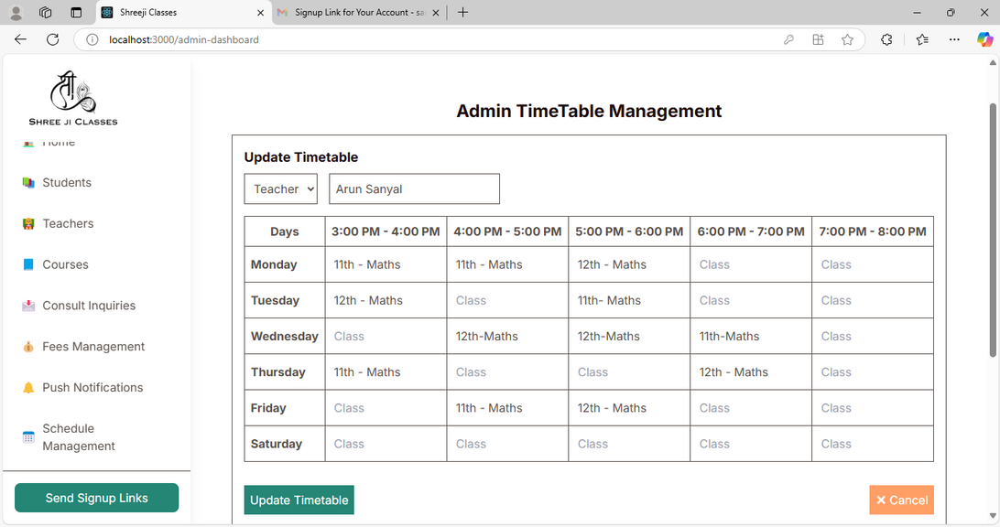 Shreeji Classes
Signup Link for Your Account - sa
localhost:3000/admin-dashboard
श्री
SHREE JI CLASSES
Home
Students
Teachers
Courses
Consult Inquiries
Fees Management
Push Notifications
Schedule
Management
Send Signup Links
Admin TimeTable Management
Update Timetable
Teacher Arun Sanyal
Days 3:00 PM - 4:00 PM 4:00 PM - 5:00 PM 5:00 PM - 6:00 PM 6:00 PM - 7:00 PM 7:00 PM - 8:00 PM
Monday 11th - Maths 11th - Maths 12th - Maths Class Class
Tuesday 12th - Maths Class 11th- Maths Class Class
Wednesday Class 12th-Maths 12th-Maths 11th-Maths Class
Thursday 11th - Maths Class Class 12th - Maths Class
Friday Class 11th - Maths 12th - Maths Class Class
Saturday Class Class Class Class Class
Update Timetable × Cancel